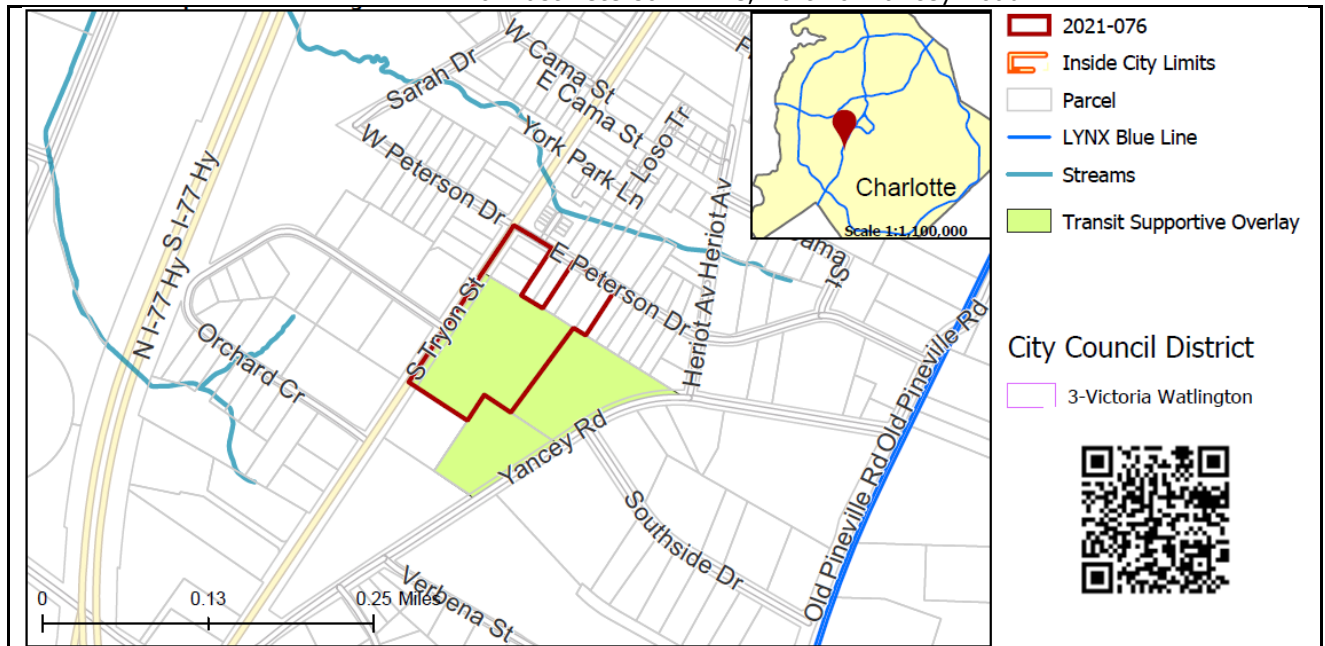 W Cama St
E Cama St
Sarah Dr
Loso Tr
York Park Ln
W Peterson Dr
E Peterson Dr
N I-77 Hy
S I-77 Hy
S Tryon St
Orchard Cr
Heriot Av
Heriot Av
Yancey Rd
Southside Dr
Verbena St
Old Pineville Rd
Old Pineville Rd
0
0.13
0.25 Miles
Charlotte
Scale 1:1,100,000
2021-076
Inside City Limits
Parcel
LYNX Blue Line
Streams
Transit Supportive Overlay
City Council District
3-Victoria Watlington